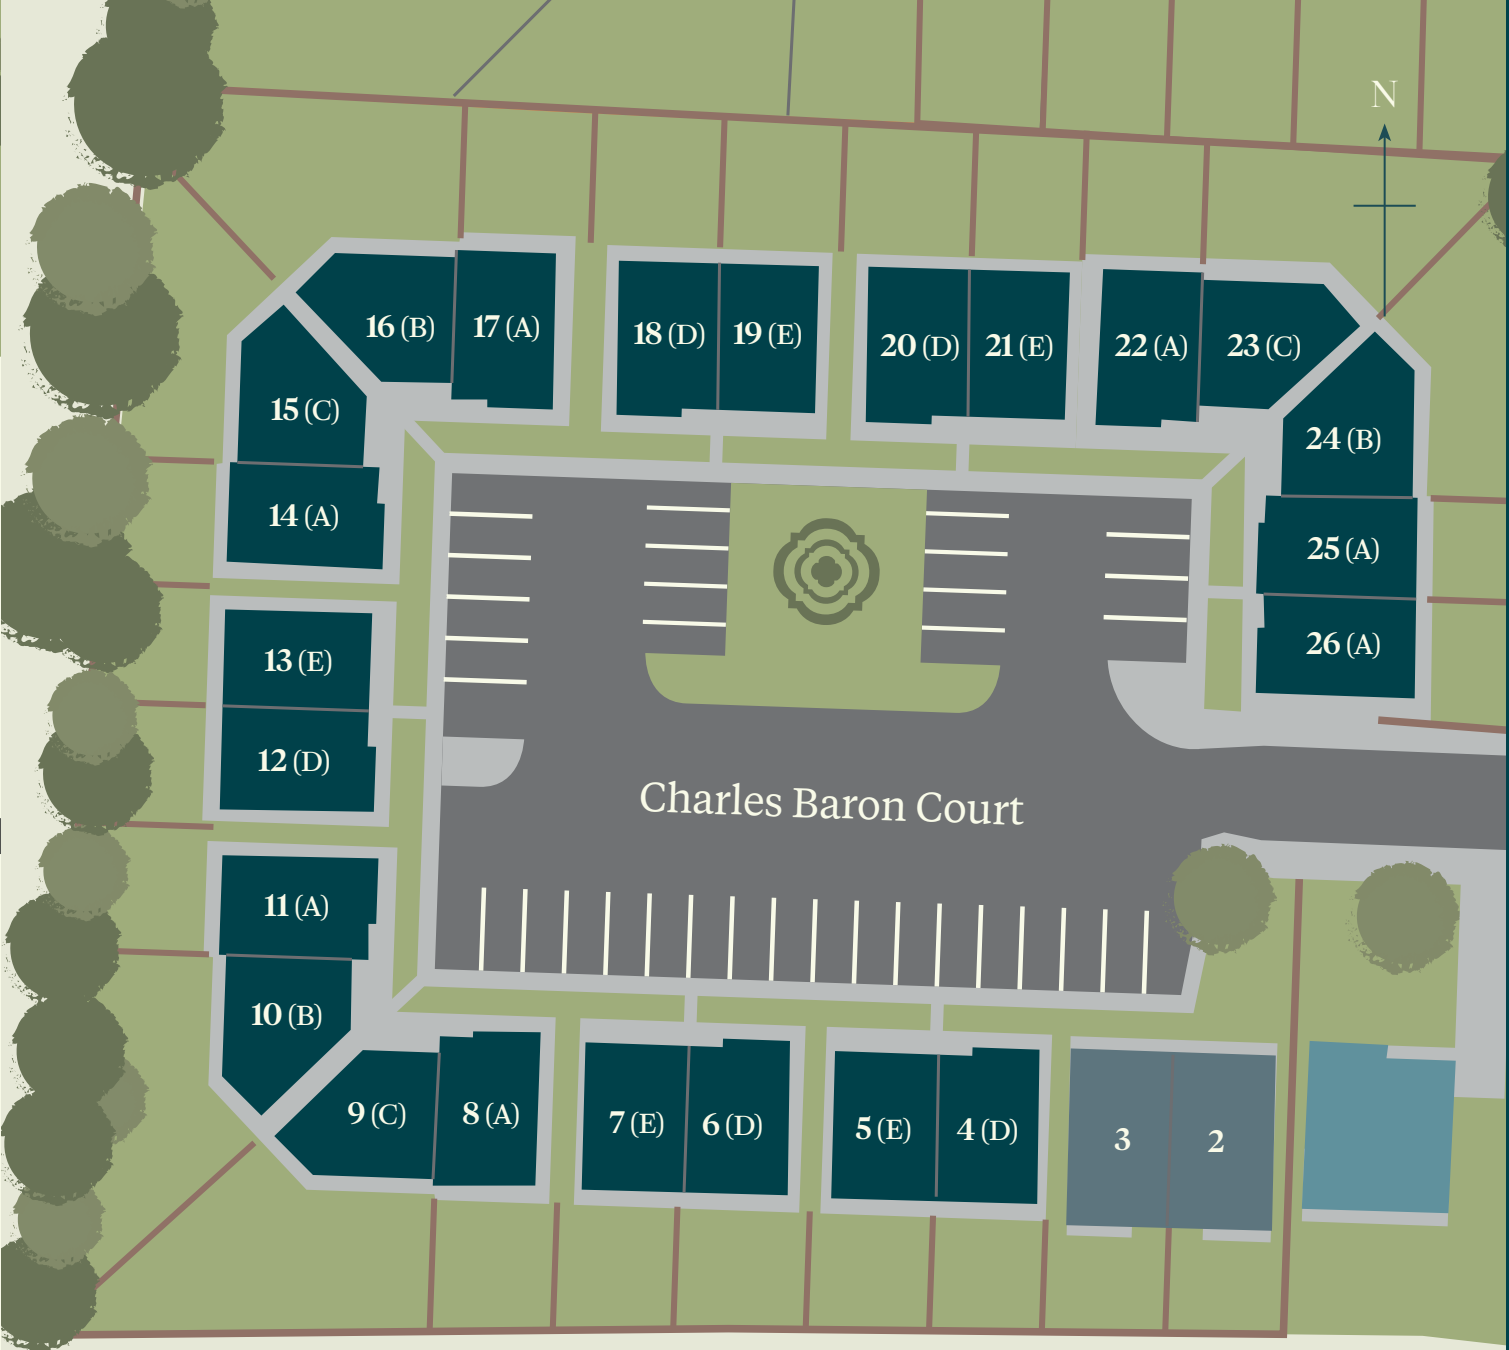 N
16 (B)
17 (A)
18 (D)
19 (E)
20 (D)
21 (E)
22 (A)
23 (C)
15 (C)
24 (B)
14 (A)
25 (A)
13 (E)
26 (A)
12 (D)
Charles Baron Court
11 (A)
10 (B)
9 (C)
8 (A)
7 (E)
6 (D)
5 (E)
4 (D)
3
2